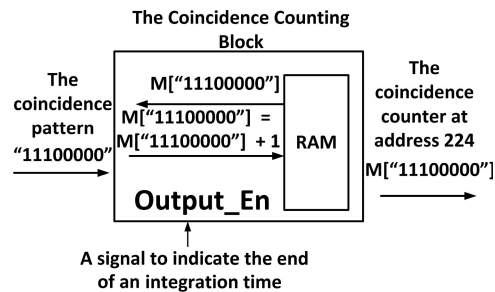 The Coincidence Counting
Block
The
coincidence
pattern
“11100000”
M[“11100000”]
M[“11100000”] =
M[“11100000”] + 1
RAM
Output_En
The
coincidence
counter at
address 224
M[“11100000”]
A signal to indicate the end
of an integration time